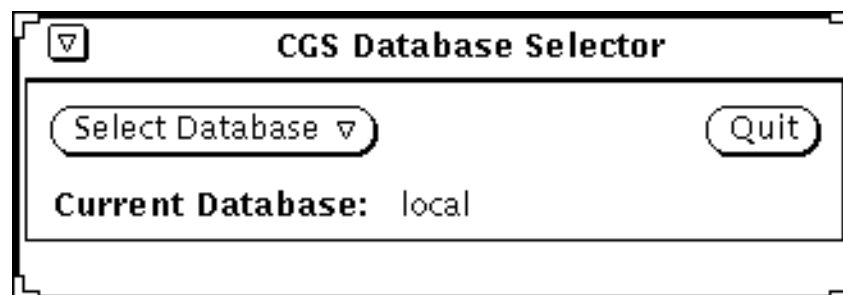 CGS Database Selector
Select Database Quit
Current Database: local